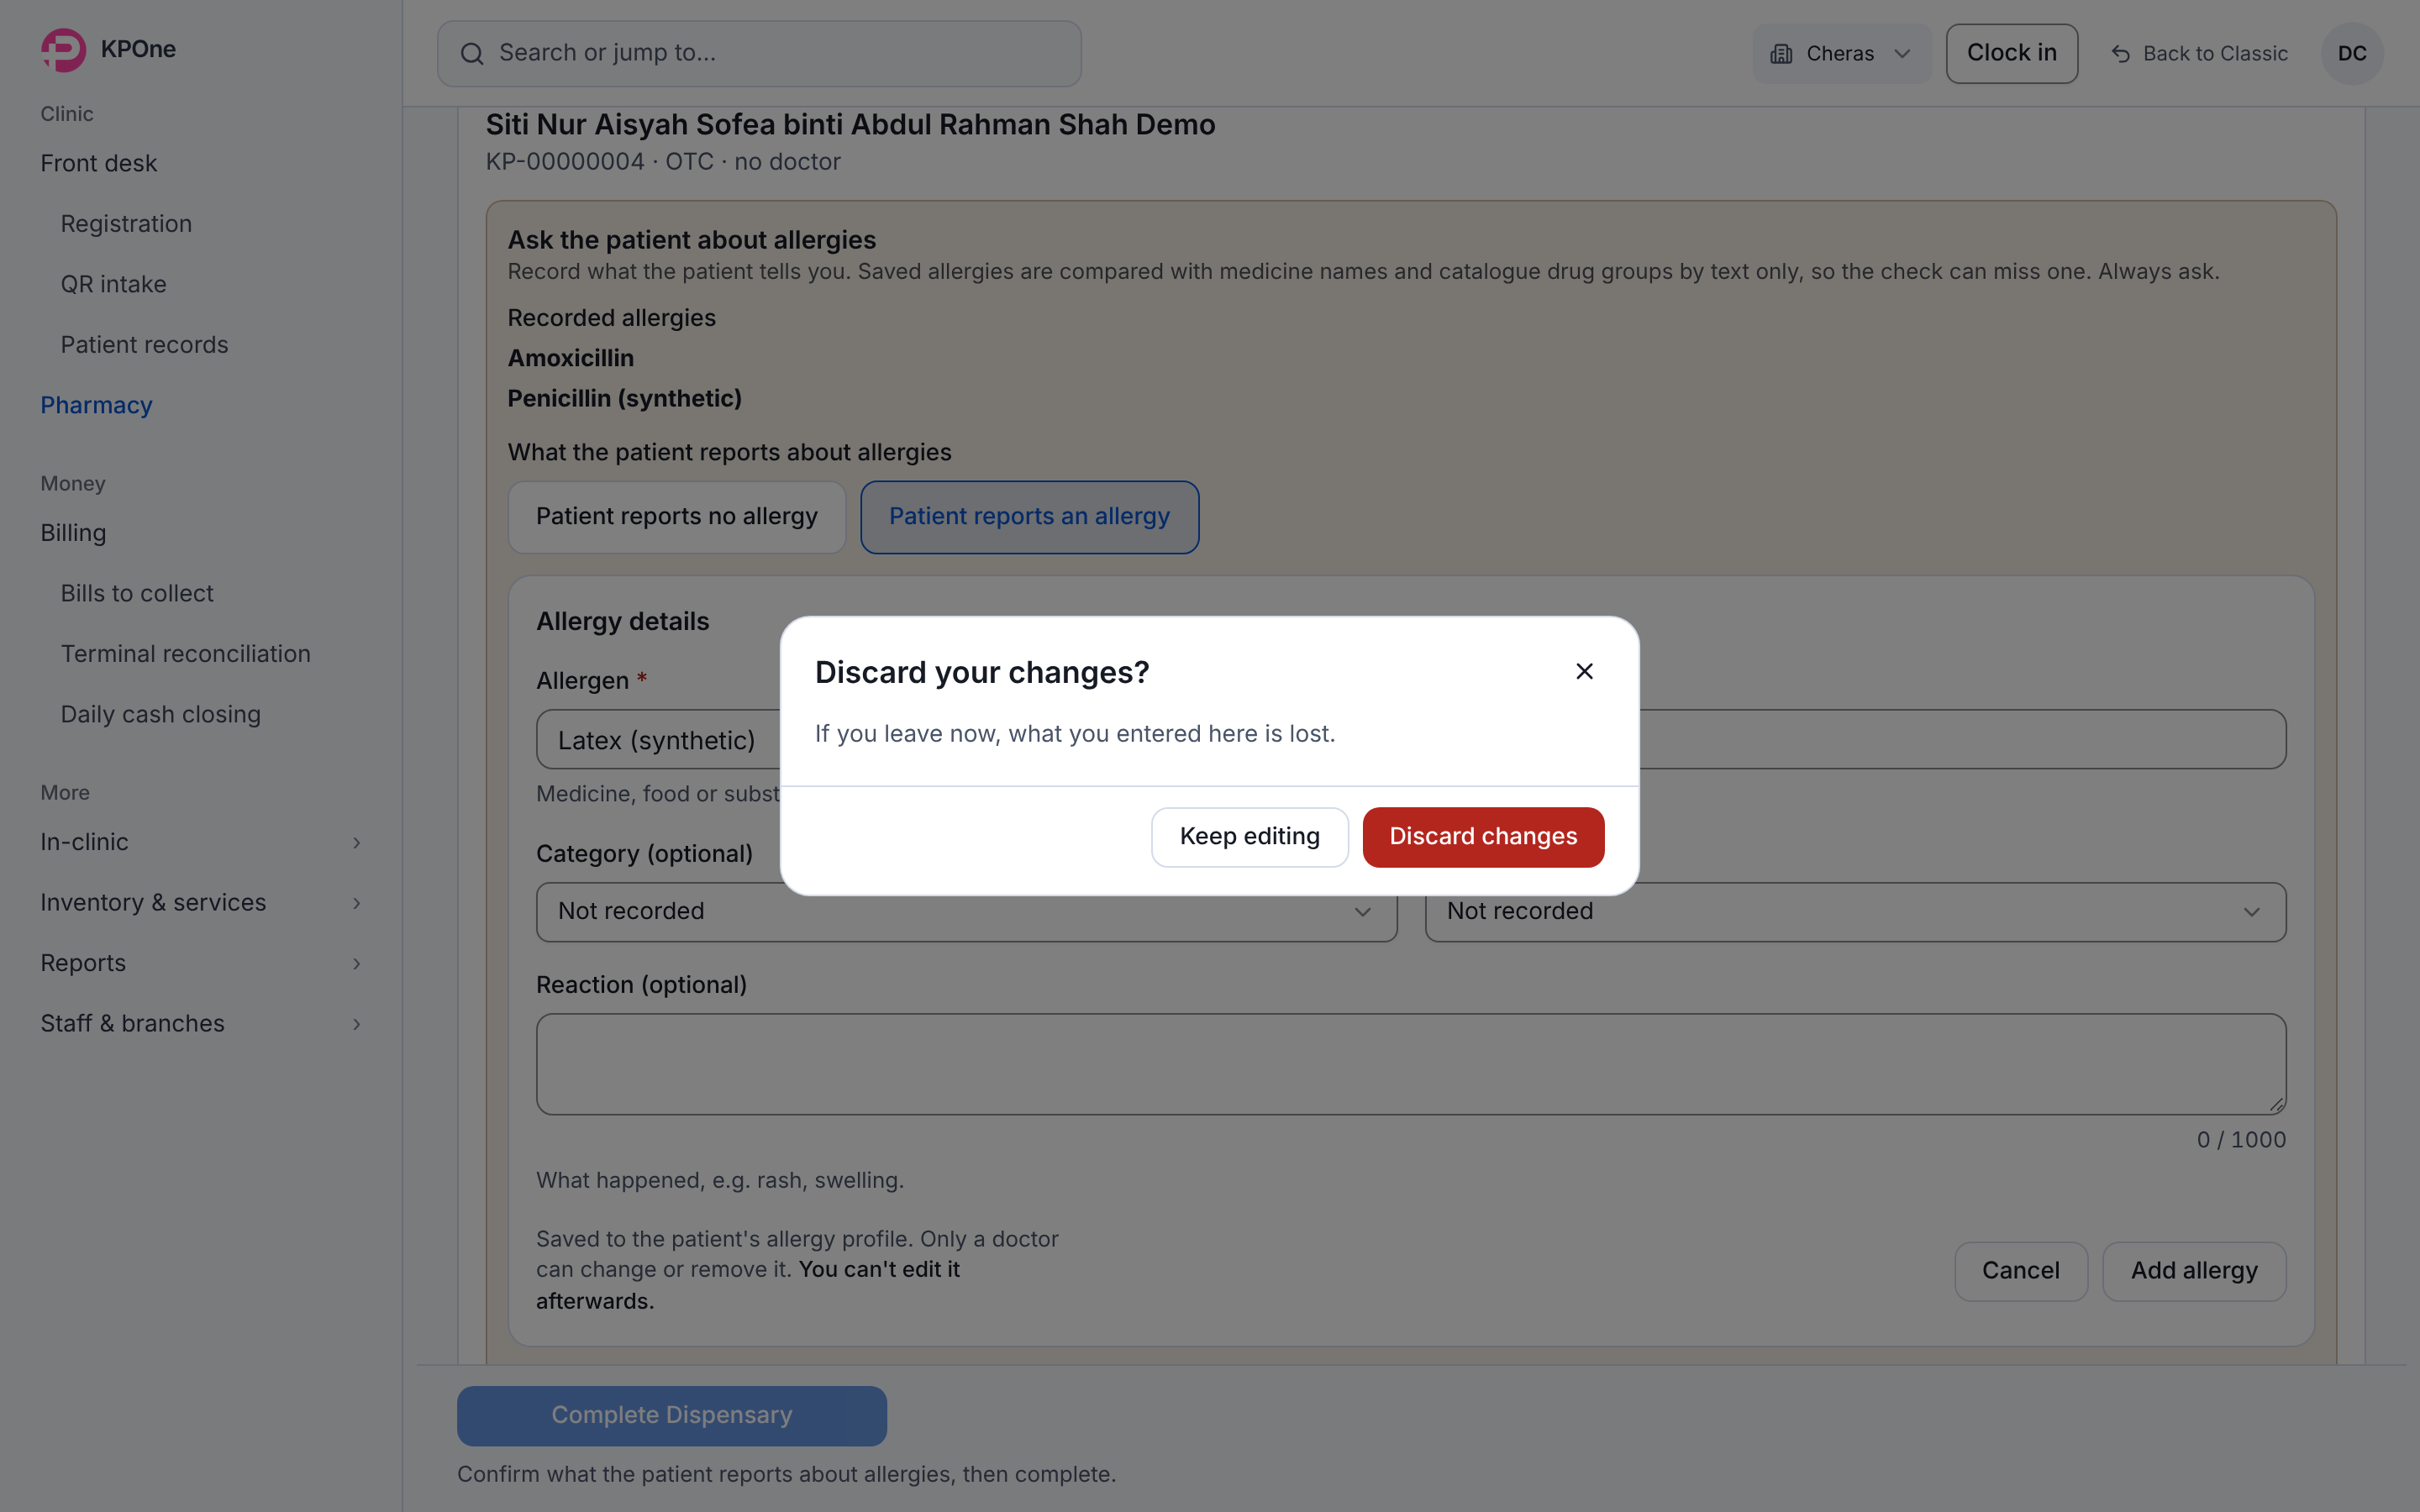 KPOne
Search or jump to...
Cheras
Clock in
Back to Classic
DC
Clinic
Front desk
Registration
QR intake
Patient records
Pharmacy
Money
Billing
Bills to collect
Terminal reconciliation
Daily cash closing
More
In-clinic
Inventory & services
Reports
Staff & branches
Siti Nur Aisyah Sofea binti Abdul Rahman Shah Demo
KP-00000004 · OTC · no doctor
Ask the patient about allergies
Record what the patient tells you. Saved allergies are compared with medicine names and catalogue drug groups by text only, so the check can miss one. Always ask.
Recorded allergies
Amoxicillin
Penicillin (synthetic)
What the patient reports about allergies
Patient reports no allergy
Patient reports an allergy
Allergy details
Allergen *
Latex (synthetic)
Medicine, food or subst
Category (optional)
Not recorded
Not recorded
Discard your changes?
If you leave now, what you entered here is lost.
Keep editing
Discard changes
Reaction (optional)
0 / 1000
What happened, e.g. rash, swelling.
Saved to the patient's allergy profile. Only a doctor
can change or remove it. You can't edit it
afterwards.
Cancel
Add allergy
Complete Dispensary
Confirm what the patient reports about allergies, then complete.